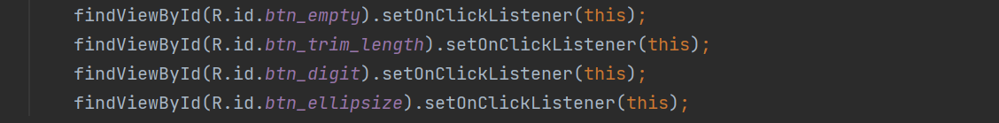 findViewById(R.id.btn_empty).setOnClickListener(this);
findViewById(R.id.btn_trim_length).setOnClickListener(this);
findViewById(R.id.btn_digit).setOnClickListener(this);
findViewById(R.id.btn_ellipsize).setOnClickListener(this);